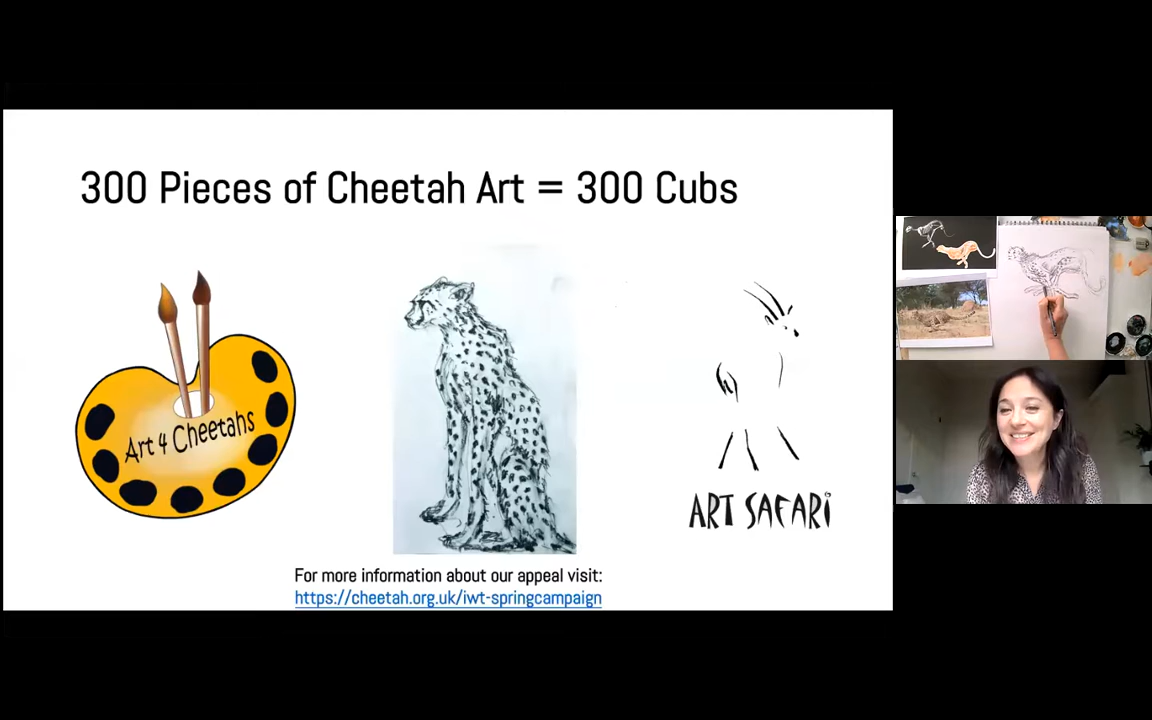 300 Pieces of Cheetah Art = 300 Cubs
Art 4 Cheetahs
ART SAFARI
For more information about our appeal visit:
https://cheetah.org.uk/iwt-springcampaign